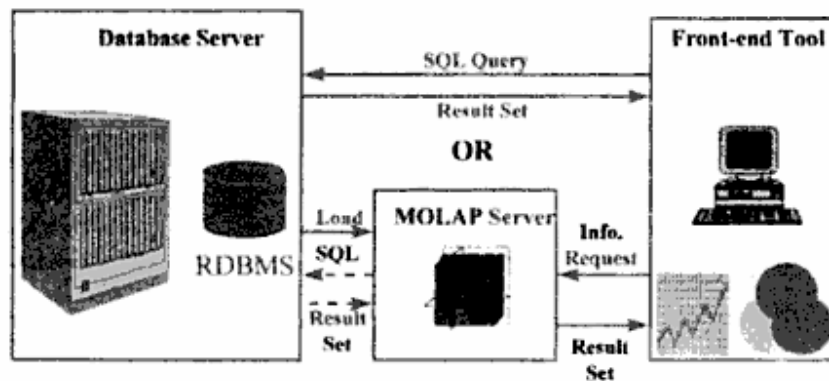 Database Server
Front-end Tool
SQL Query
Result Set
OR
Load
MOLAP Server
Info.
Request
SQL
RDBMS
Result
Set
Result
Set